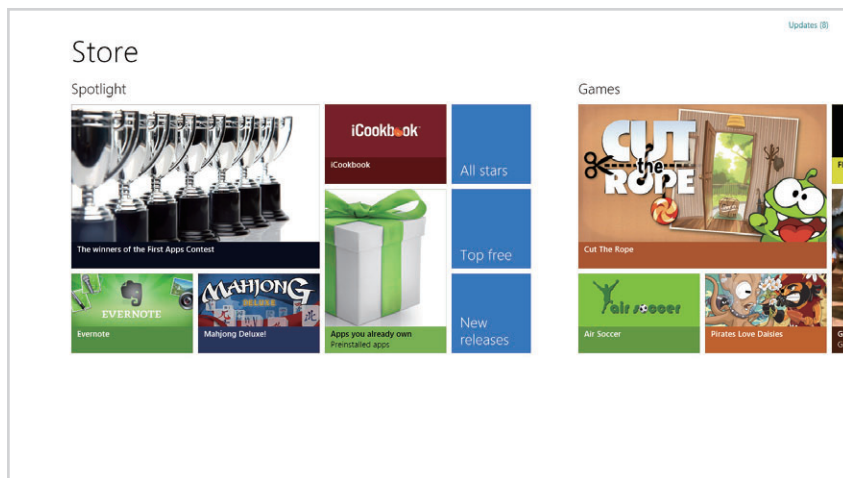 Updates (8)
Store
Spotlight
Games
iCookbook
iCookbook
All stars
The winners of the First Apps Contest
Top free
EVERNOTE
Evernote
MAHJONG
DELUXE
Mahjong Deluxe!
Apps you already own
Preinstalled apps
New
releases
CUT
the
ROPE
Cut The Rope
air soccer
Air Soccer
Pirates Love Daisies